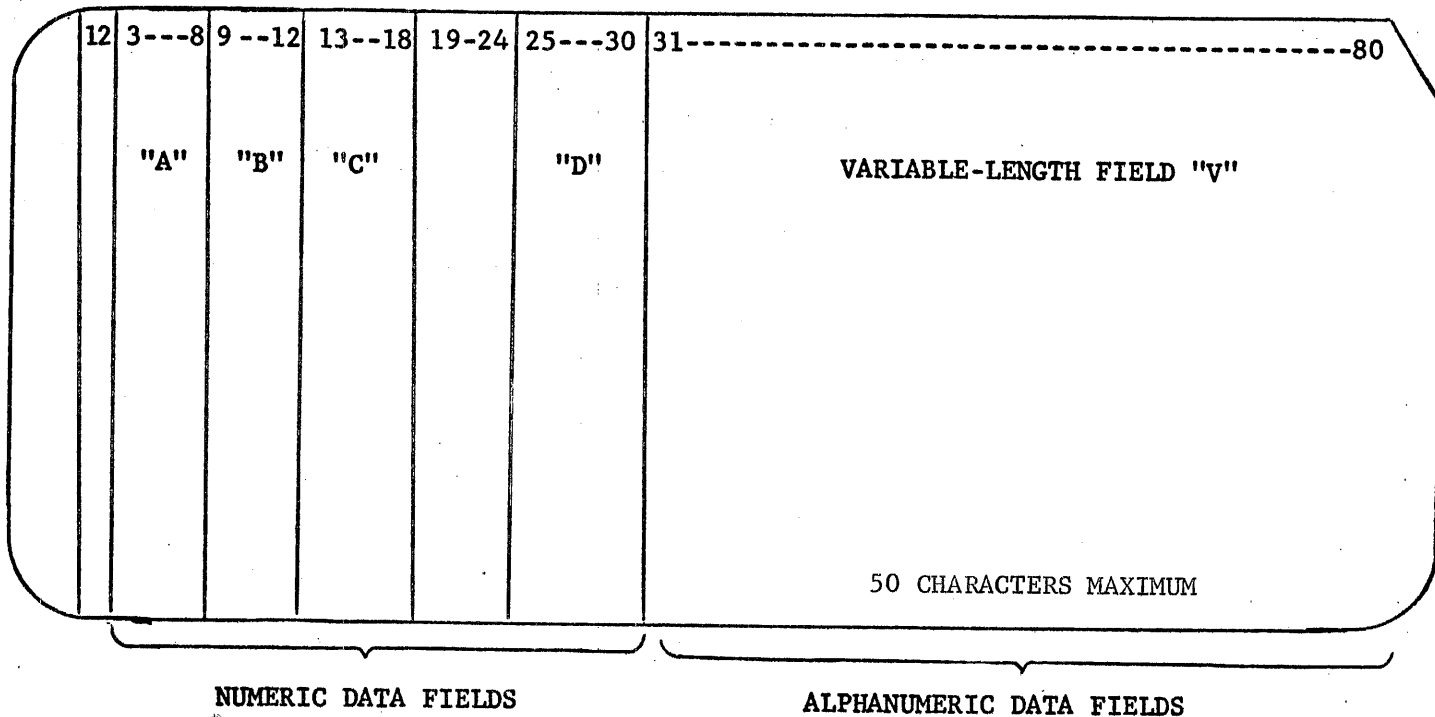 12 3---8 9 --12 13--18 19-24 25---30 31--------------------------------------------------80
"A" "B" "C" "D" VARIABLE-LENGTH FIELD "V"
50 CHARACTERS MAXIMUM
NUMERIC DATA FIELDS ALPHANUMERIC DATA FIELDS